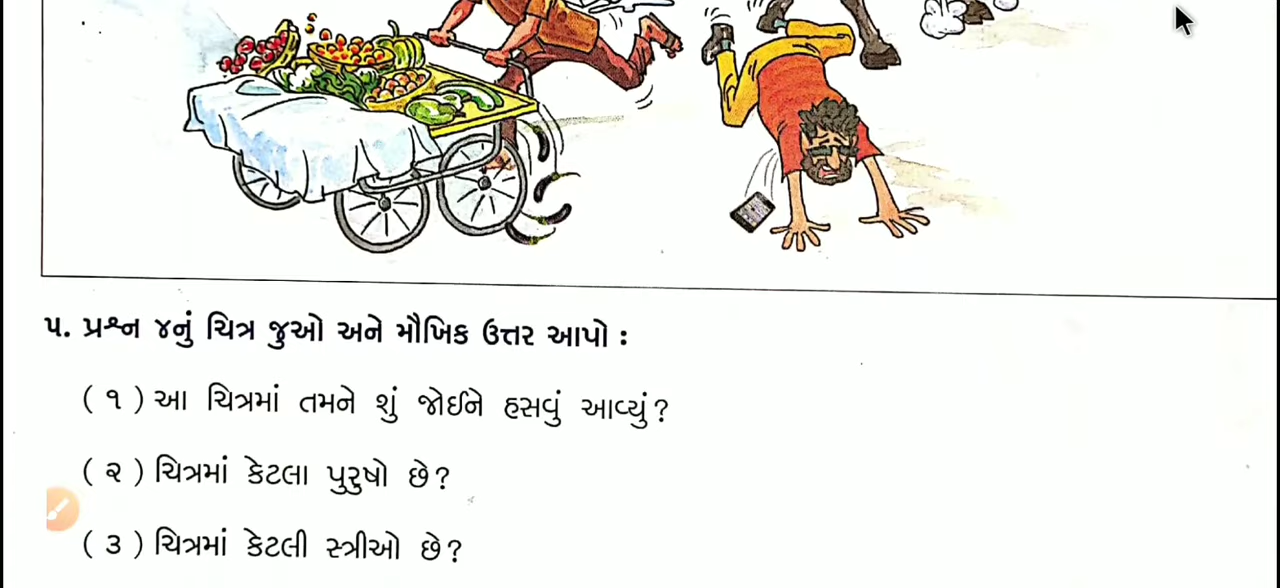 ૫. પ્રશ્ન ૪નું ચિત્ર જુઓ અને મૌખિક ઉત્તર આપો :
( ૧ ) આ ચિત્રમાં તમને શું જોઈને હસવું આવ્યું?
( ૨ ) ચિત્રમાં કેટલા પુરુષો છે?
( ૩ ) ચિત્રમાં કેટલી સ્ત્રીઓ છે?